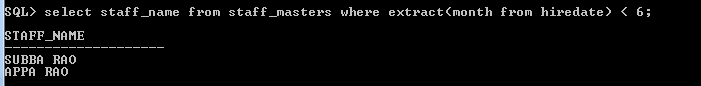 SQL> select staff_name from staff_masters where extract(month from hiredate) < 6;
STAFF_NAME
--------------------
SUBBA RAO
APPA RAO